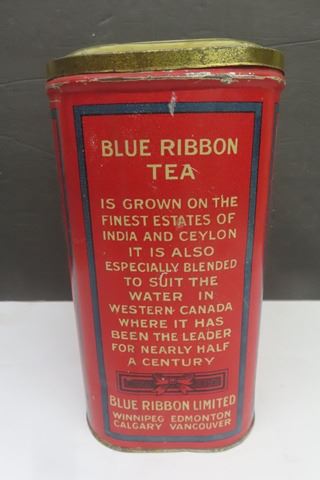 BLUE RIBBON
TEA
IS GROWN ON THE
FINEST ESTATES OF
INDIA AND CEYLON
IT IS ALSO
ESPECIALLY BLENDED
TO SUIT THE
WATER IN
WESTERN CANADA
WHERE IT HAS
BEEN THE LEADER
FOR NEARLY HALF
A CENTURY
BLUE RIBBON LIMITED
WINNIPEG EDMONTON
CALGARY VANCOUVER